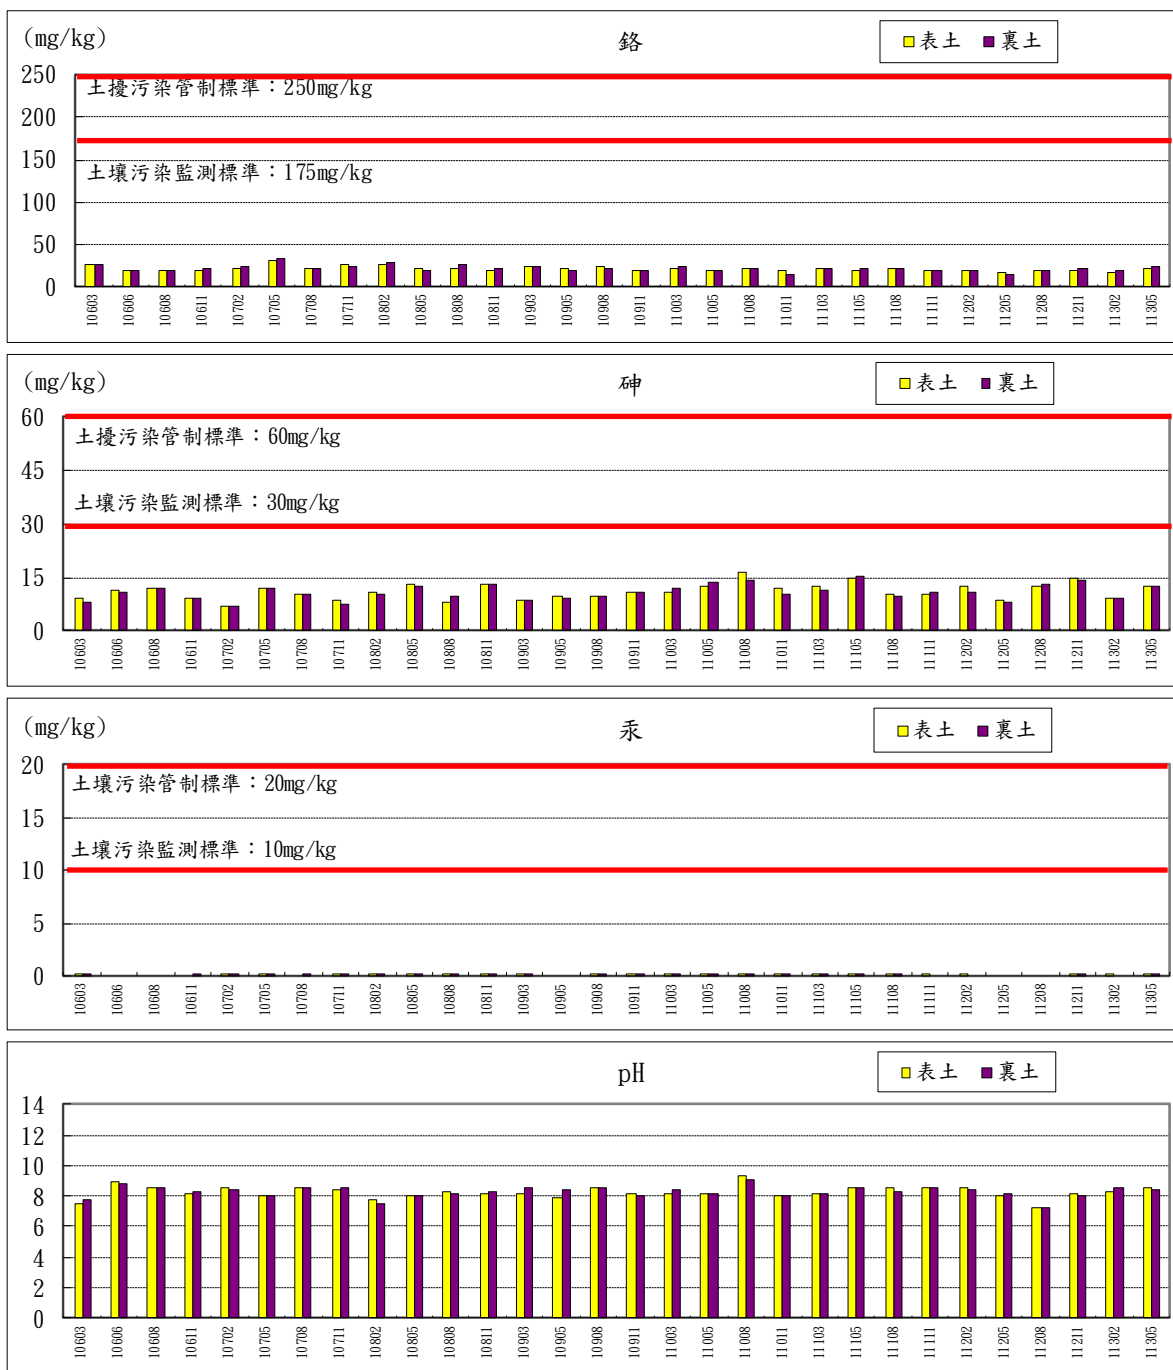 (mg/kg)
鉻
表土 裏土
250
200
150
100
50
0
土擾污染管制標準：250mg/kg
土壤污染監測標準：175mg/kg
10603 10606 10608 10611 10702 10705 10708 10711 10802 10805 10808 10811 10903 10905 10908 10911 11003 11005 11008 11011 11103 11105 11108 11111 11202 11205 11208 11211 11302 11305
(mg/kg)
砷
表土 裏土
60
45
30
15
0
土擾污染管制標準：60mg/kg
土壤污染監測標準：30mg/kg
10603 10606 10608 10611 10702 10705 10708 10711 10802 10805 10808 10811 10903 10905 10908 10911 11003 11005 11008 11011 11103 11105 11108 11111 11202 11205 11208 11211 11302 11305
(mg/kg)
汞
表土 裏土
20
15
10
5
0
土壤污染管制標準：20mg/kg
土壤污染監測標準：10mg/kg
10603 10606 10608 10611 10702 10705 10708 10711 10802 10805 10808 10811 10903 10905 10908 10911 11003 11005 11008 11011 11103 11105 11108 11111 11202 11205 11208 11211 11302 11305
pH
表土 裏土
14
12
10
8
6
4
2
0
10603 10606 10608 10611 10702 10705 10708 10711 10802 10805 10808 10811 10903 10905 10908 10911 11003 11005 11008 11011 11103 11105 11108 11111 11202 11205 11208 11211 11302 11305